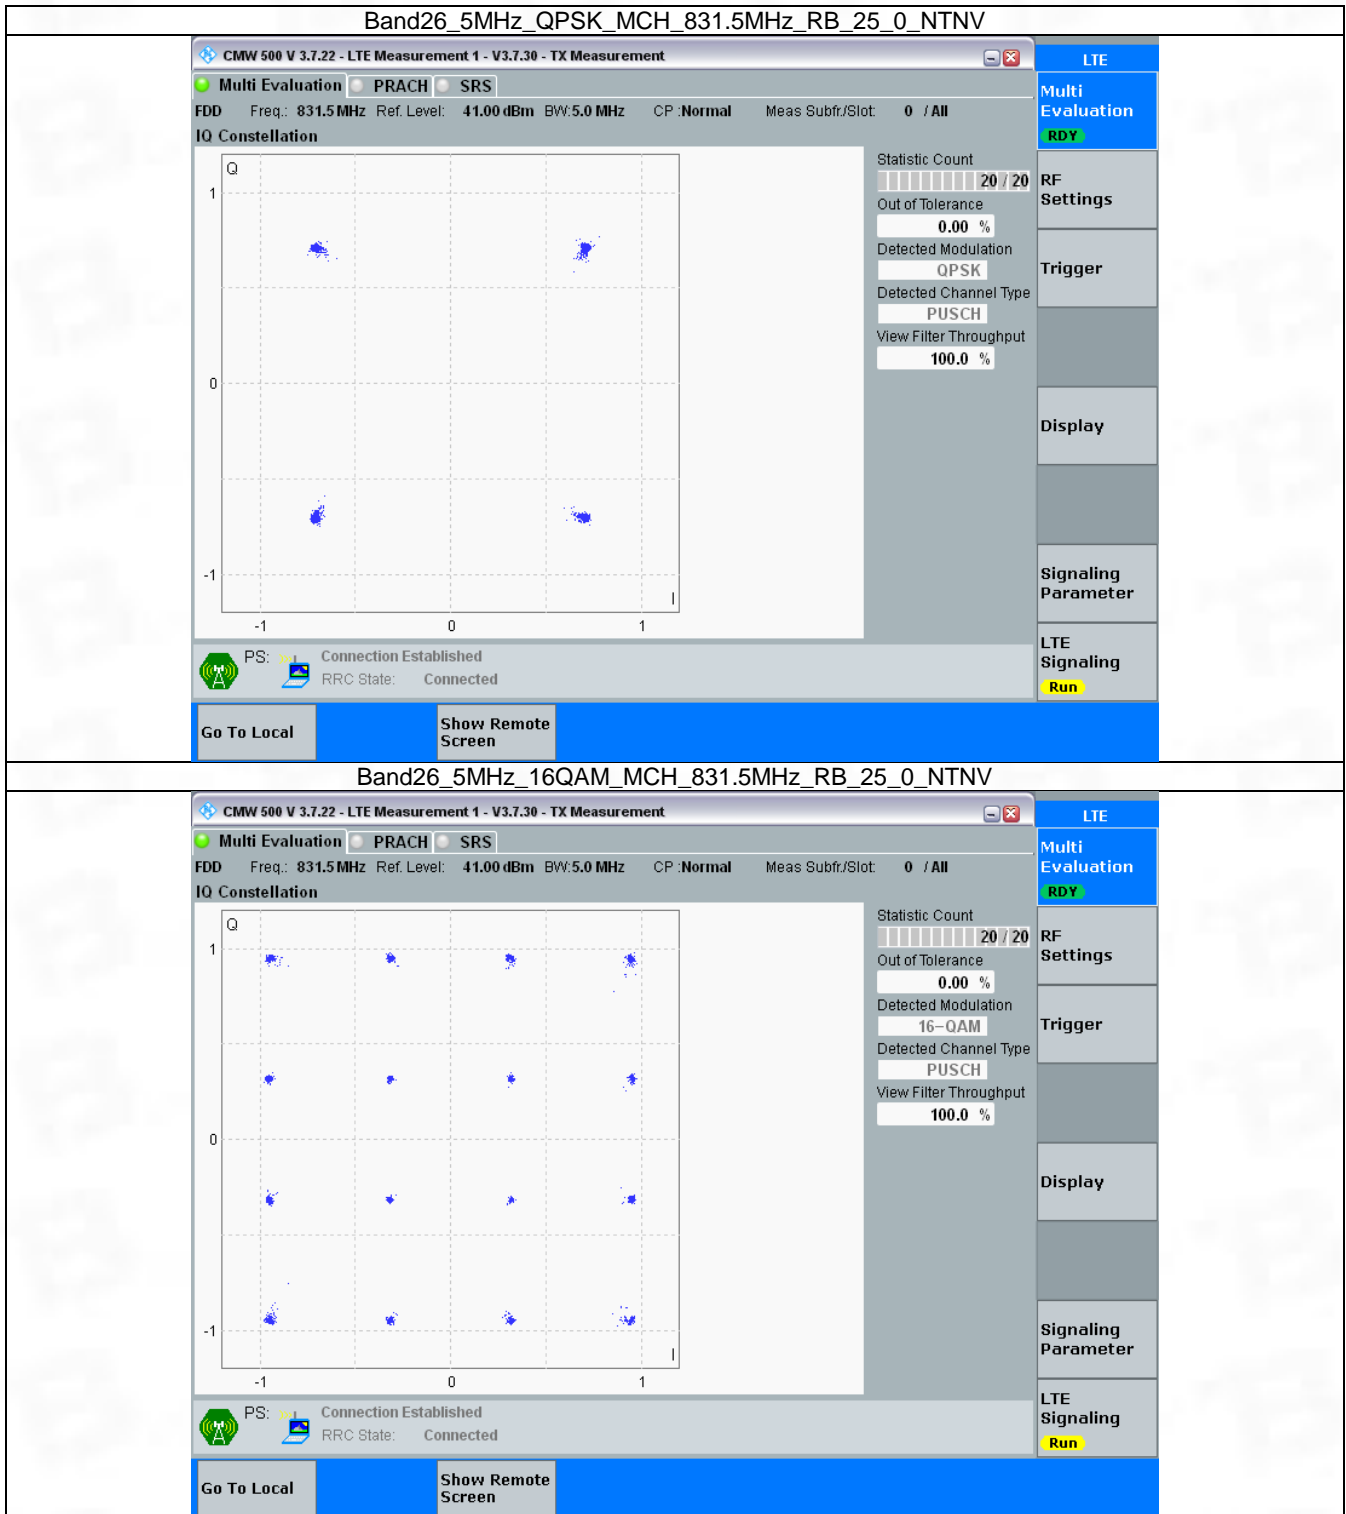 Band26_5MHz_QPSK_MCH_831.5MHz_RB_25_0_NTNV
CMW 500 V 3.7.22 - LTE Measurement 1 - V3.7.30 - TX Measurement
LTE
Multi Evaluation PRACH SRS
Multi
Evaluation
RDY
FDD Freq.: 831.5 MHz Ref. Level: 41.00 dBm BW: 5.0 MHz CP : Normal Meas Subfr./Slot: 0 / All
IQ Constellation
Q
1
0
-1
I
-1 0 1
Statistic Count
20 / 20
Out of Tolerance
0.00 %
Detected Modulation
QPSK
Detected Channel Type
PUSCH
View Filter Throughput
100.0 %
RF
Settings
Trigger
Display
Signaling
Parameter
LTE
Signaling
Run
PS: Connection Established
RRC State: Connected
Go To Local
Show Remote
Screen
Band26_5MHz_16QAM_MCH_831.5MHz_RB_25_0_NTNV
CMW 500 V 3.7.22 - LTE Measurement 1 - V3.7.30 - TX Measurement
LTE
Multi Evaluation PRACH SRS
Multi
Evaluation
RDY
FDD Freq.: 831.5 MHz Ref. Level: 41.00 dBm BW: 5.0 MHz CP : Normal Meas Subfr./Slot: 0 / All
IQ Constellation
Q
1
0
-1
I
-1 0 1
Statistic Count
20 / 20
Out of Tolerance
0.00 %
Detected Modulation
16-QAM
Detected Channel Type
PUSCH
View Filter Throughput
100.0 %
RF
Settings
Trigger
Display
Signaling
Parameter
LTE
Signaling
Run
PS: Connection Established
RRC State: Connected
Go To Local
Show Remote
Screen